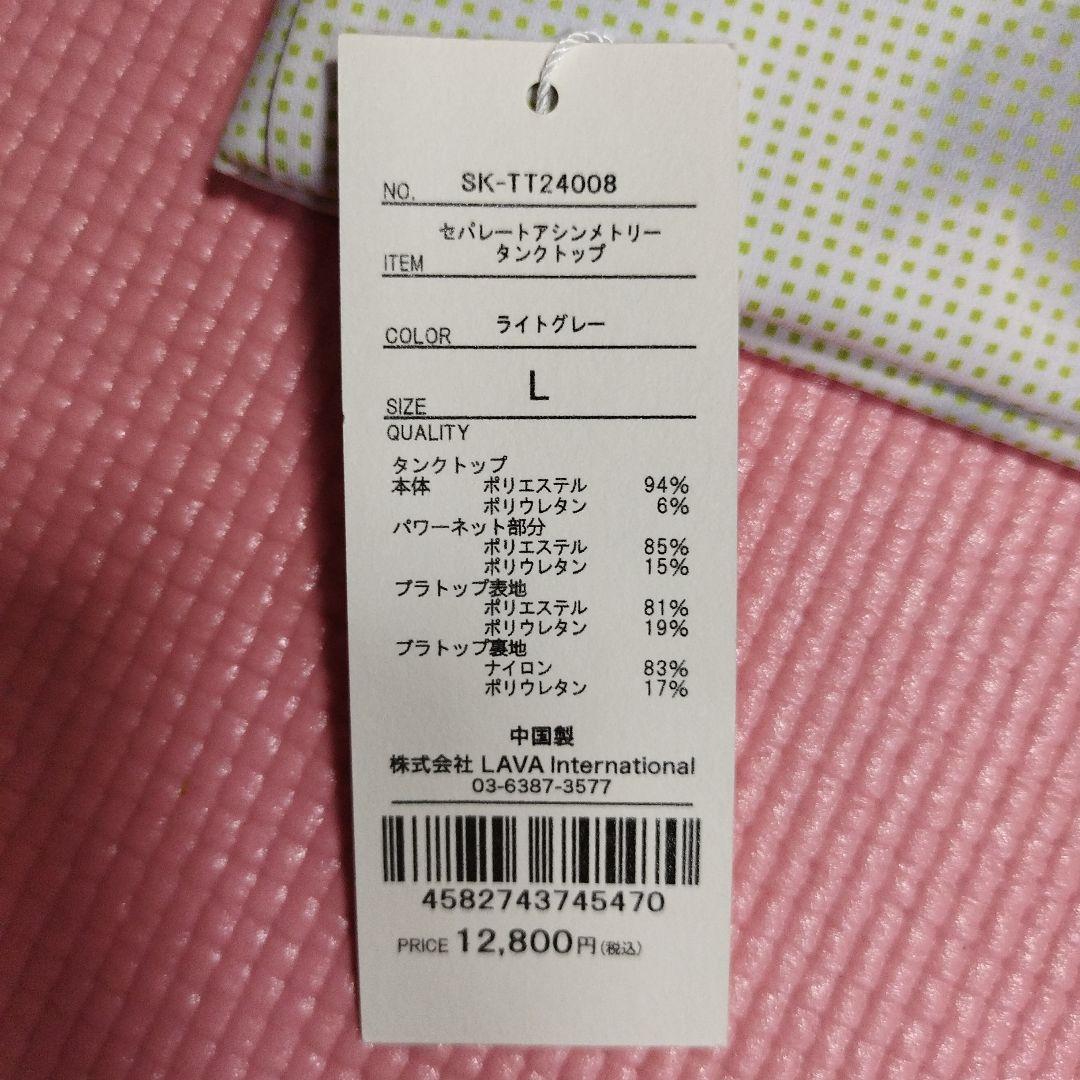 NO. SK-TT24008
セパレートアシンメトリー
ITEM タンクトップ
COLOR ライトグレー
SIZE L
QUALITY
タンクトップ
本体 ポリエステル 94%
ポリウレタン 6%
パワーネット部分
ポリエステル 85%
ポリウレタン 15%
ブラトップ表地
ポリエステル 81%
ポリウレタン 19%
ブラトップ裏地
ナイロン 83%
ポリウレタン 17%
中国製
株式会社 LAVA International
03-6387-3577
4582743745470
PRICE 12,800円(税込)